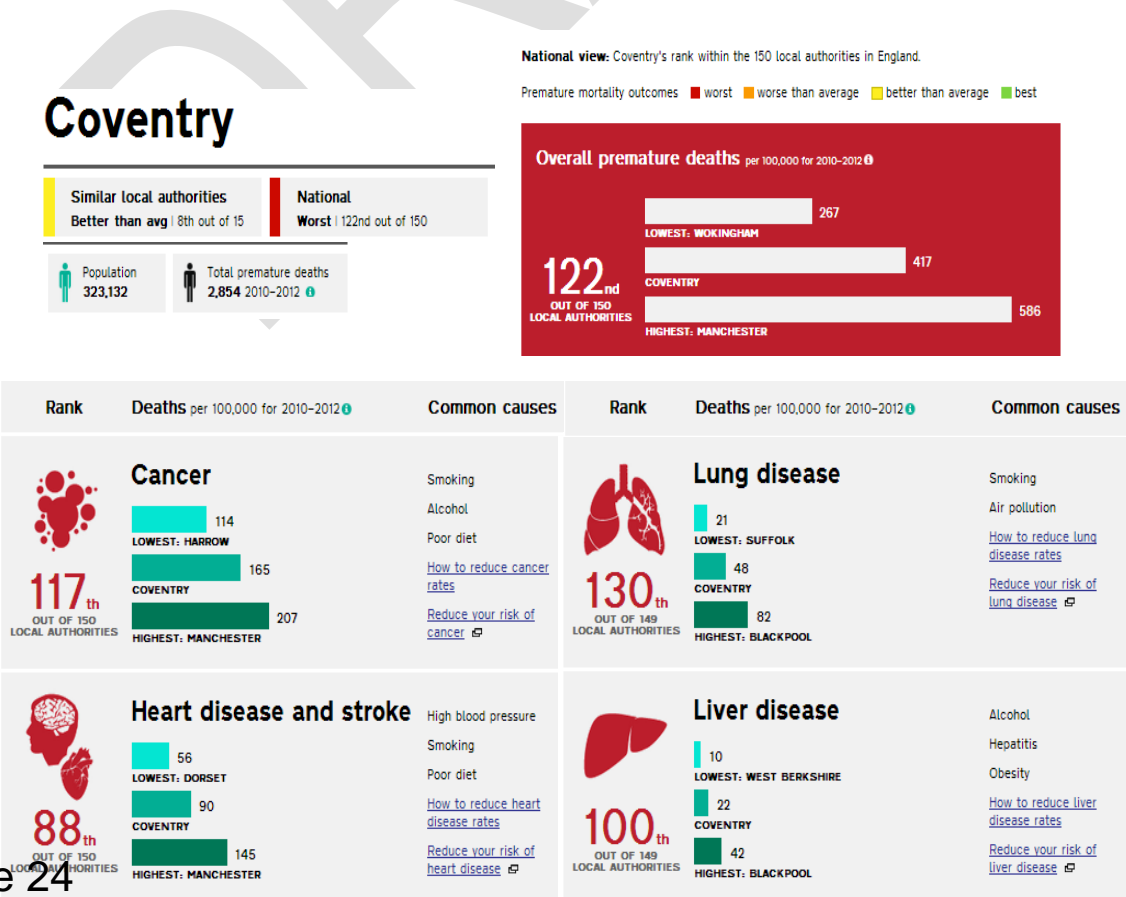 National view: Coventry's rank within the 150 local authorities in England.
Premature mortality outcomes worst worse than average better than average best
Coventry
Similar local authorities
Better than avg | 8th out of 15
National
Worst | 122nd out of 150
Population
323,132
Total premature deaths
2,854 2010-2012
Overall premature deaths per 100,000 for 2010-2012
267
LOWEST: WOKINGHAM
417
COVENTRY
586
HIGHEST: MANCHESTER
122nd
OUT OF 150
LOCAL AUTHORITIES
Rank Deaths per 100,000 for 2010-2012 Common causes
Cancer
114
LOWEST: HARROW
165
COVENTRY
207
HIGHEST: MANCHESTER
117th
OUT OF 150
LOCAL AUTHORITIES
Smoking
Alcohol
Poor diet
How to reduce cancer
rates
Reduce your risk of
cancer
Rank Deaths per 100,000 for 2010-2012 Common causes
Lung disease
21
LOWEST: SUFFOLK
48
COVENTRY
82
HIGHEST: BLACKPOOL
130th
OUT OF 149
LOCAL AUTHORITIES
Smoking
Air pollution
How to reduce lung
disease rates
Reduce your risk of
lung disease
Heart disease and stroke
56
LOWEST: DORSET
90
COVENTRY
145
HIGHEST: MANCHESTER
88th
OUT OF 150
LOCAL AUTHORITIES
High blood pressure
Smoking
Poor diet
How to reduce heart
disease rates
Reduce your risk of
heart disease
Liver disease
10
LOWEST: WEST BERKSHIRE
22
COVENTRY
42
HIGHEST: BLACKPOOL
100th
OUT OF 149
LOCAL AUTHORITIES
Alcohol
Hepatitis
Obesity
How to reduce liver
disease rates
Reduce your risk of
liver disease
e 24